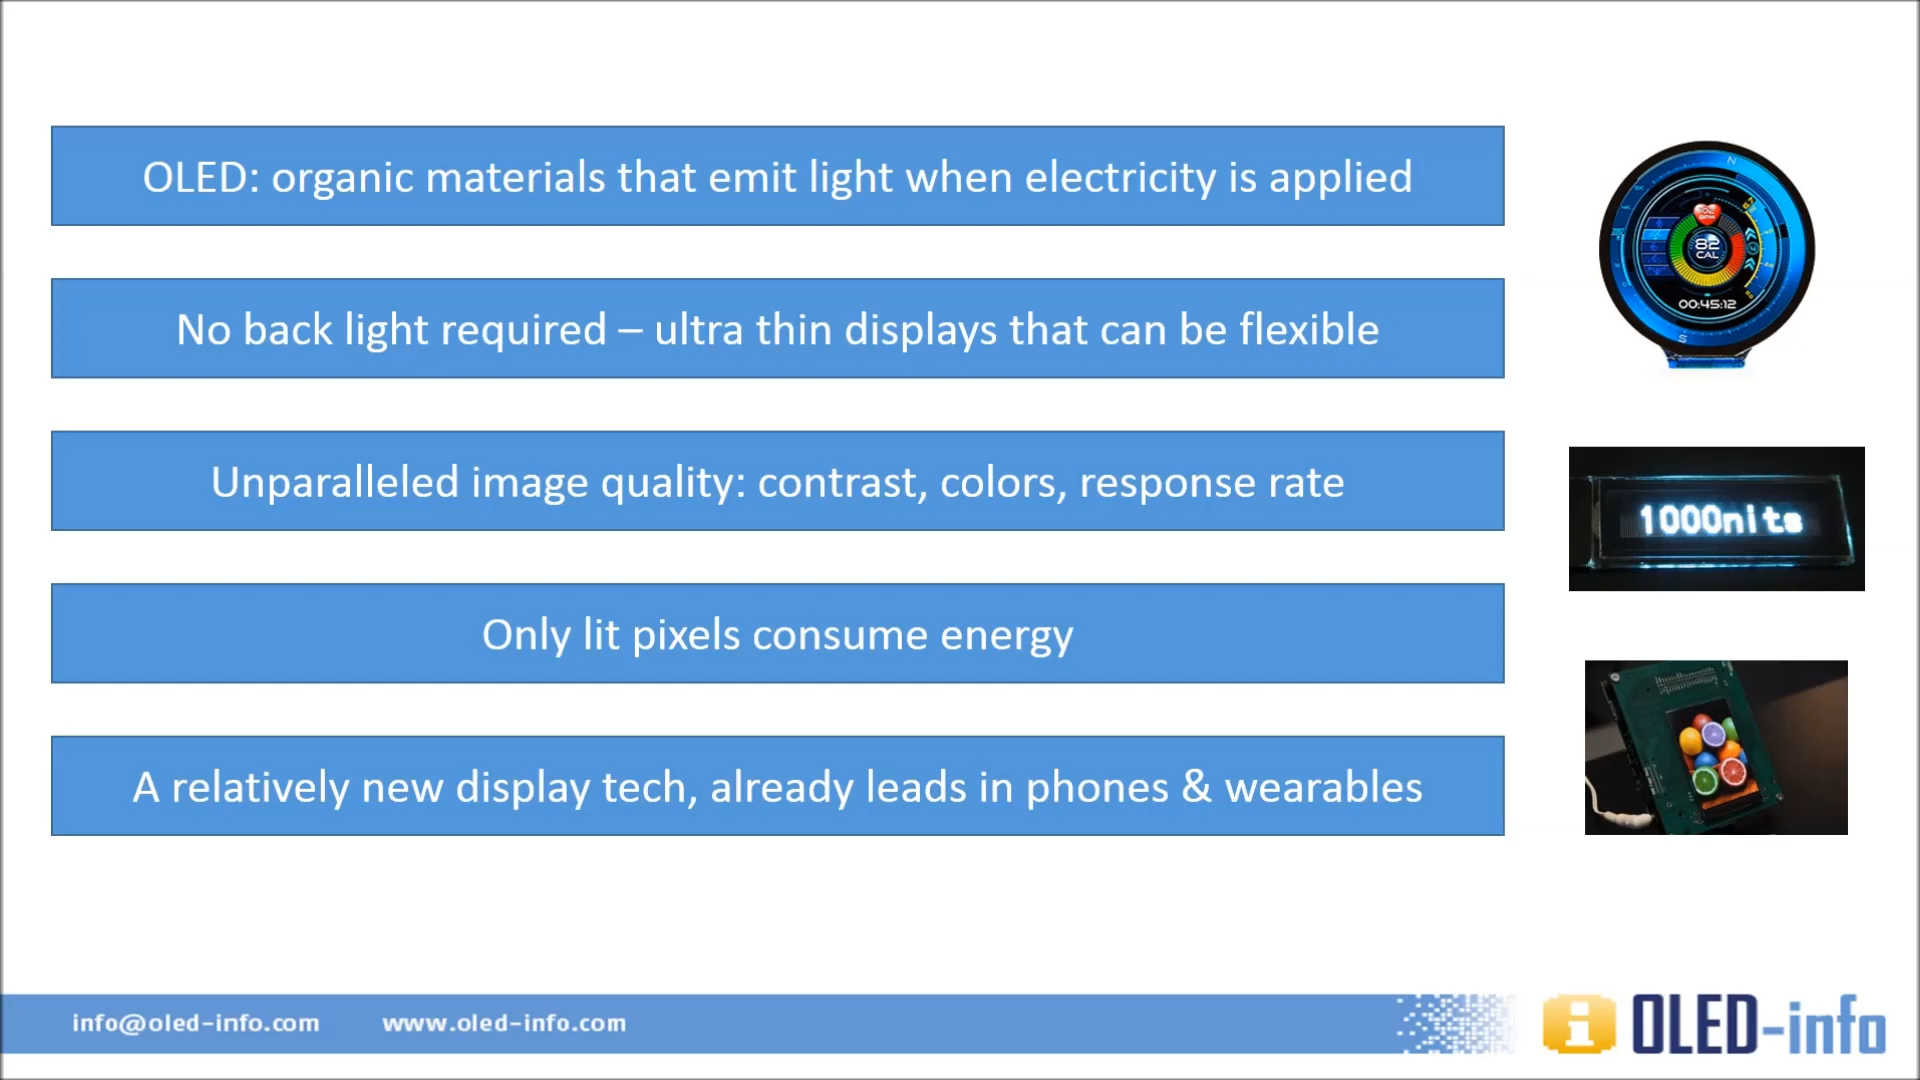 OLED: organic materials that emit light when electricity is applied
No back light required – ultra thin displays that can be flexible
Unparalleled image quality: contrast, colors, response rate
Only lit pixels consume energy
A relatively new display tech, already leads in phones & wearables
N
82
CAL
00:45:12
S
1000nits
info@oled-info.com
www.oled-info.com
i OLED-info